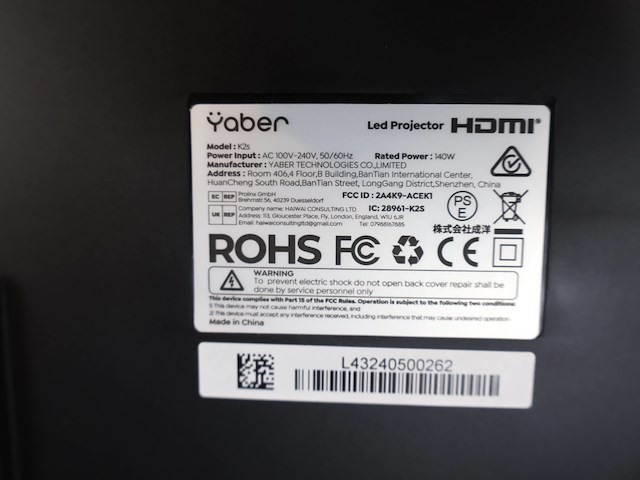 Yaber
Led Projector HDMI®
Model : K2s
Power Input : AC 100V~240V, 50/60Hz Rated Power : 140W
Manufacturer : YABER TECHNOLOGIES CO.,LIMITED
Address : Room 406,4 Floor,B Building,BanTian International Center,
HuanCheng South Road,BanTian Street, LongGang District,Shenzhen, China
EC REP Prolinx GmbH
Brehmstr. 56, 40239 Duesseldorf
FCC ID : 2A4K9-ACEK1
UK REP Company Name: HAIWAI CONSULTING LTD
IC: 28961-K2S
Address: 113, Gloucester Place, Fly, London, England, W1U 6JR
Email: haiwaiconsultingltd@gmail.com Tel: 07988167885
PS
E
株式会社成洋
ROHS FC CE
WARNING
To prevent electric shock do not open back cover repair shall be
done by service personnel only
This device complies with Part 15 of the FCC Rules. Operation is subject to the following two conditions:
1) This device may not cause harmful interference, and
2) This device must accept any interference received, including interference that may cause undesired operation
Made in China
L43240500262